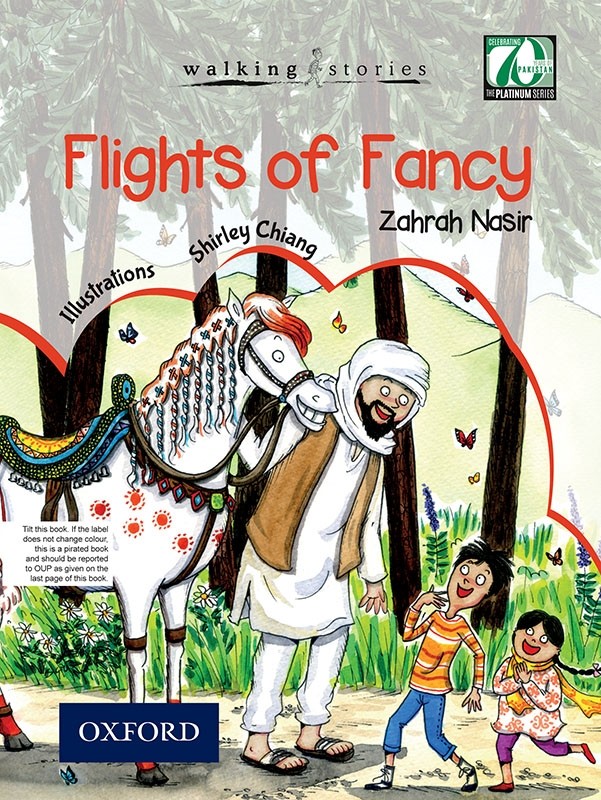 walking stories
CELEBRATING
70
YEARS OF
PAKISTAN
THE PLATINUM SERIES
Flights of Fancy
Zahrah Nasir
Illustrations Shirley Chiang
Tilt this book. If the label
does not change colour,
this is a pirated book
and should be reported
to OUP as given on the
last page of this book.
OXFORD